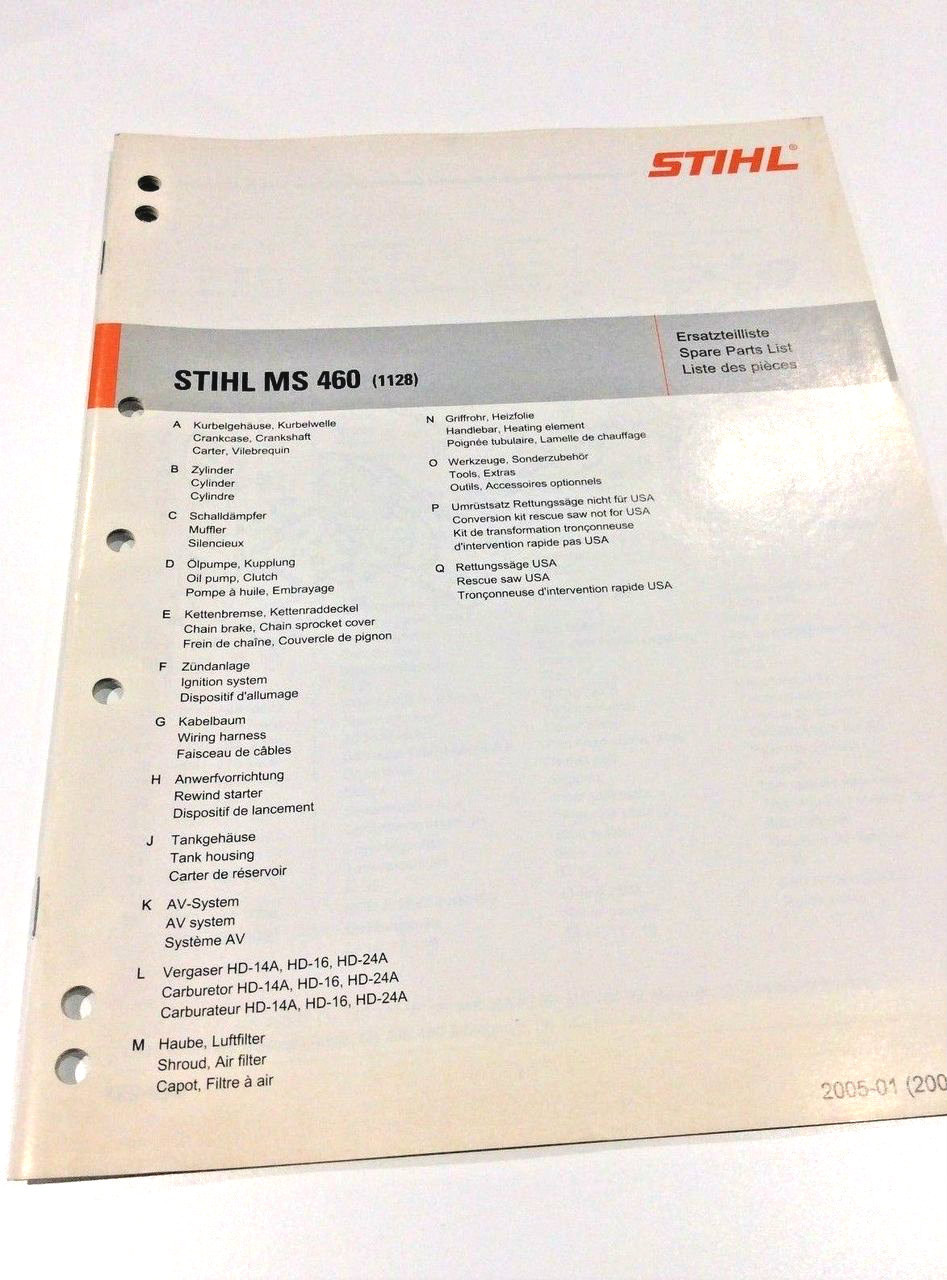 STIHL®
Ersatzteilliste
Spare Parts List
Liste des pièces
STIHL MS 460 (1128)
A Kurbelgehäuse, Kurbelwelle
Crankcase, Crankshaft
Carter, Vilebrequin
B Zylinder
Cylinder
Cylindre
C Schalldämpfer
Muffler
Silencieux
D Ölpumpe, Kupplung
Oil pump, Clutch
Pompe à huile, Embrayage
E Kettenbremse, Kettenraddeckel
Chain brake, Chain sprocket cover
Frein de chaîne, Couvercle de pignon
F Zündanlage
Ignition system
Dispositif d'allumage
G Kabelbaum
Wiring harness
Faisceau de câbles
H Anwerfvorrichtung
Rewind starter
Dispositif de lancement
J Tankgehäuse
Tank housing
Carter de réservoir
K AV-System
AV system
Système AV
L Vergaser HD-14A, HD-16, HD-24A
Carburetor HD-14A, HD-16, HD-24A
Carburateur HD-14A, HD-16, HD-24A
M Haube, Luftfilter
Shroud, Air filter
Capot, Filtre à air
N Griffrohr, Heizfolie
Handlebar, Heating element
Poignée tubulaire, Lamelle de chauffage
O Werkzeuge, Sonderzubehör
Tools, Extras
Outils, Accessoires optionnels
P Umrüstsatz Rettungssäge nicht für USA
Conversion kit rescue saw not for USA
Kit de transformation tronçonneuse
d'intervention rapide pas USA
Q Rettungssäge USA
Rescue saw USA
Tronçonneuse d'intervention rapide USA
2005-01 (200